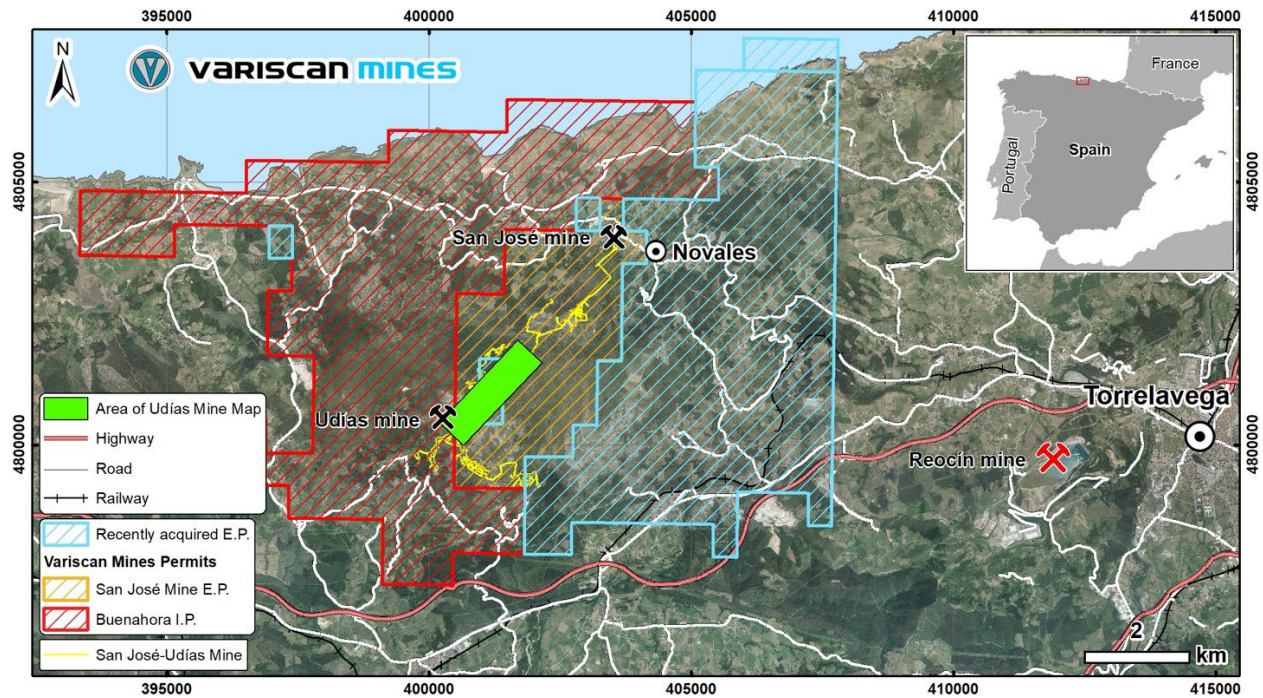 395000 400000 405000 410000 415000
N
VARISCAN MINES
France
Spain
Portugal
4805000 4805000
San José mine
Novales
Area of Udías Mine Map
Highway
Road
Railway
Udías mine
Torrelavega
4800000 4800000
Reocín mine
Recently acquired E.P.
Variscan Mines Permits
San José Mine E.P.
Buenahora I.P.
San José-Udías Mine
2
km
395000 400000 405000 410000 415000